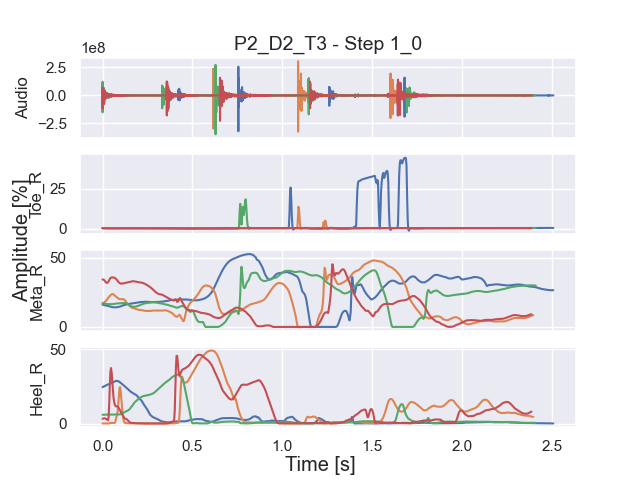 P2_D2_T3 - Step 1_0
1e8
2.5
0.0
−2.5
Audio
25
0
Toe_R
Amplitude [%]
50
0
Meta_R
50
0
Heel_R
0.0 0.5 1.0 1.5 2.0 2.5
Time [s]